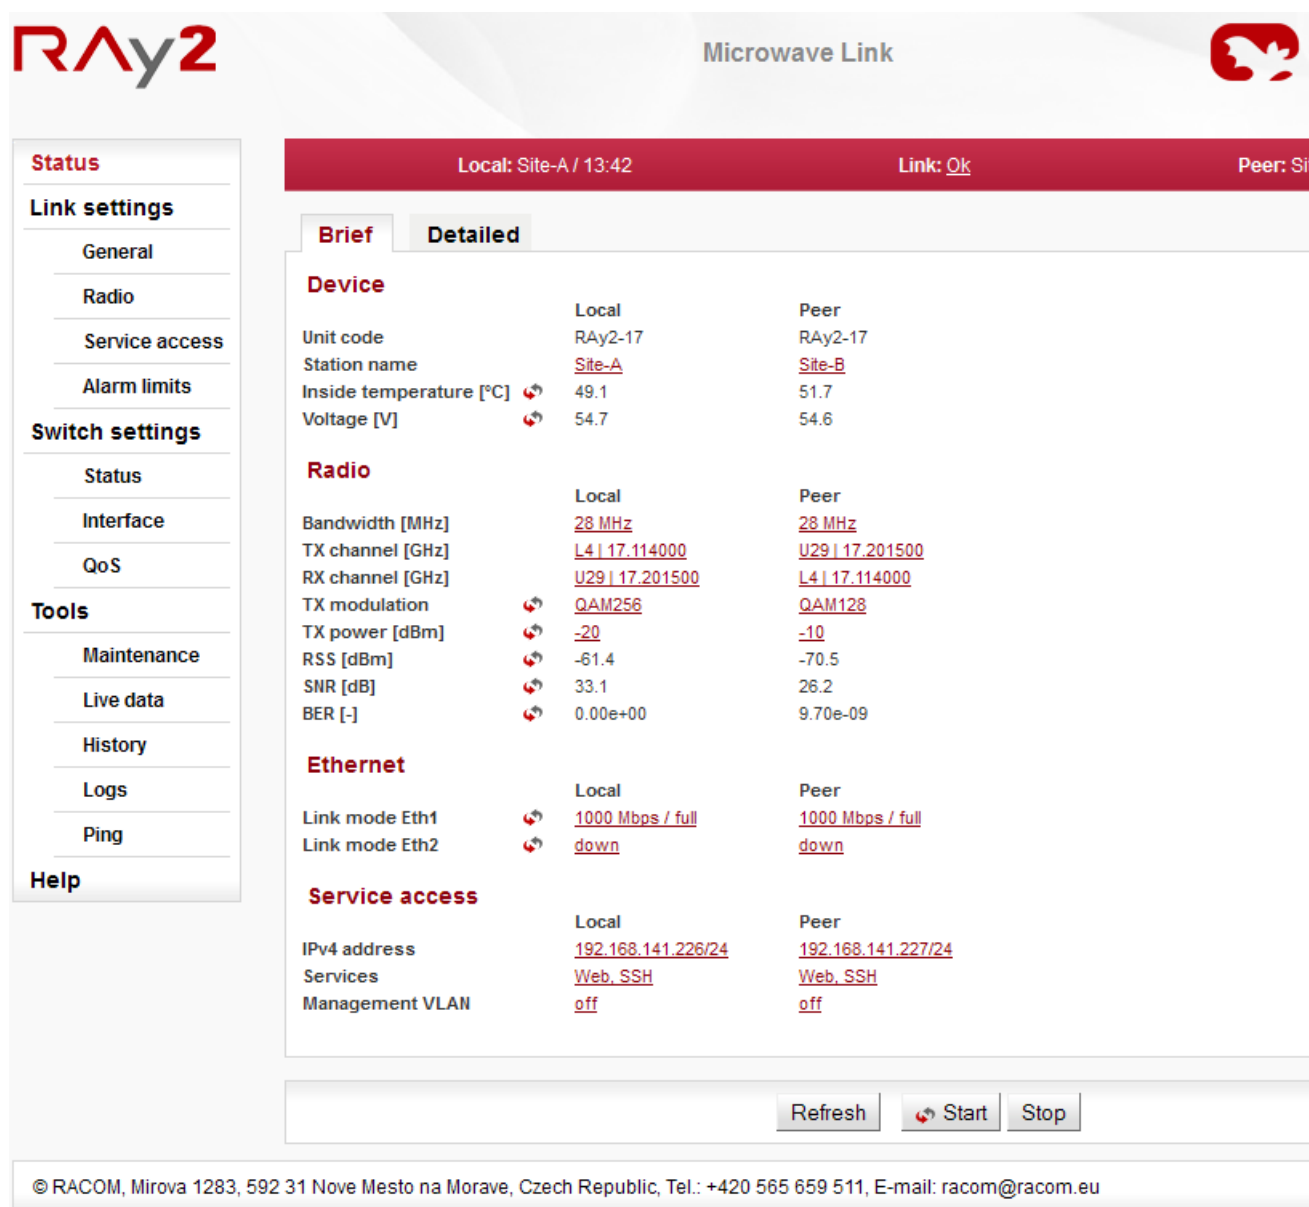 RAy2
Microwave Link
Status
Link settings
General
Radio
Service access
Alarm limits
Switch settings
Status
Interface
QoS
Tools
Maintenance
Live data
History
Logs
Ping
Help
Local: Site-A / 13:42 Link: Ok Peer: Si
Brief Detailed
Device
Local Peer
Unit code RAy2-17 RAy2-17
Station name Site-A Site-B
Inside temperature [°C] 49.1 51.7
Voltage [V] 54.7 54.6
Radio
Local Peer
Bandwidth [MHz] 28 MHz 28 MHz
TX channel [GHz] L4 | 17.114000 U29 | 17.201500
RX channel [GHz] U29 | 17.201500 L4 | 17.114000
TX modulation QAM256 QAM128
TX power [dBm] -20 -10
RSS [dBm] -61.4 -70.5
SNR [dB] 33.1 26.2
BER [-] 0.00e+00 9.70e-09
Ethernet
Local Peer
Link mode Eth1 1000 Mbps / full 1000 Mbps / full
Link mode Eth2 down down
Service access
Local Peer
IPv4 address 192.168.141.226/24 192.168.141.227/24
Services Web, SSH Web, SSH
Management VLAN off off
Refresh Start Stop
© RACOM, Mirova 1283, 592 31 Nove Mesto na Morave, Czech Republic, Tel.: +420 565 659 511, E-mail: racom@racom.eu